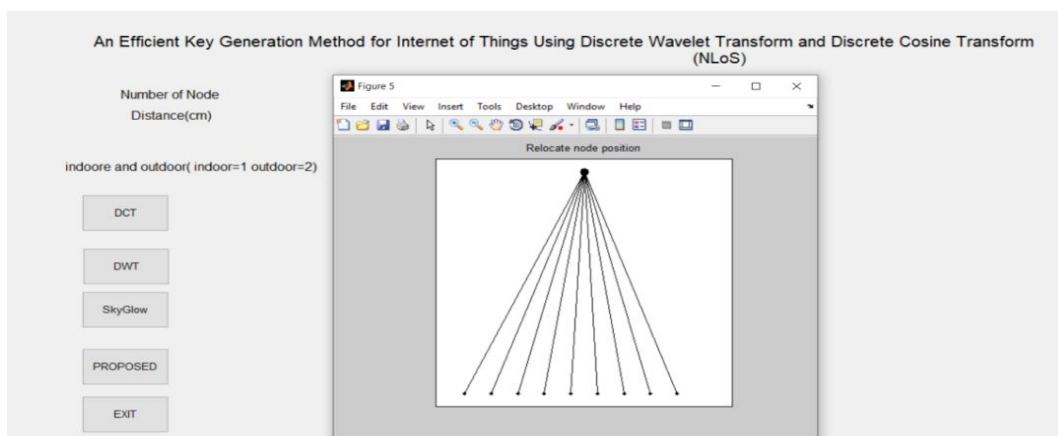 An Efficient Key Generation Method for Internet of Things Using Discrete Wavelet Transform and Discrete Cosine Transform
(NLoS)
Number of Node
Distance(cm)
indoore and outdoor( indoor=1 outdoor=2)
DCT
DWT
SkyGlow
PROPOSED
EXIT
Figure 5
File Edit View Insert Tools Desktop Window Help
Relocate node position